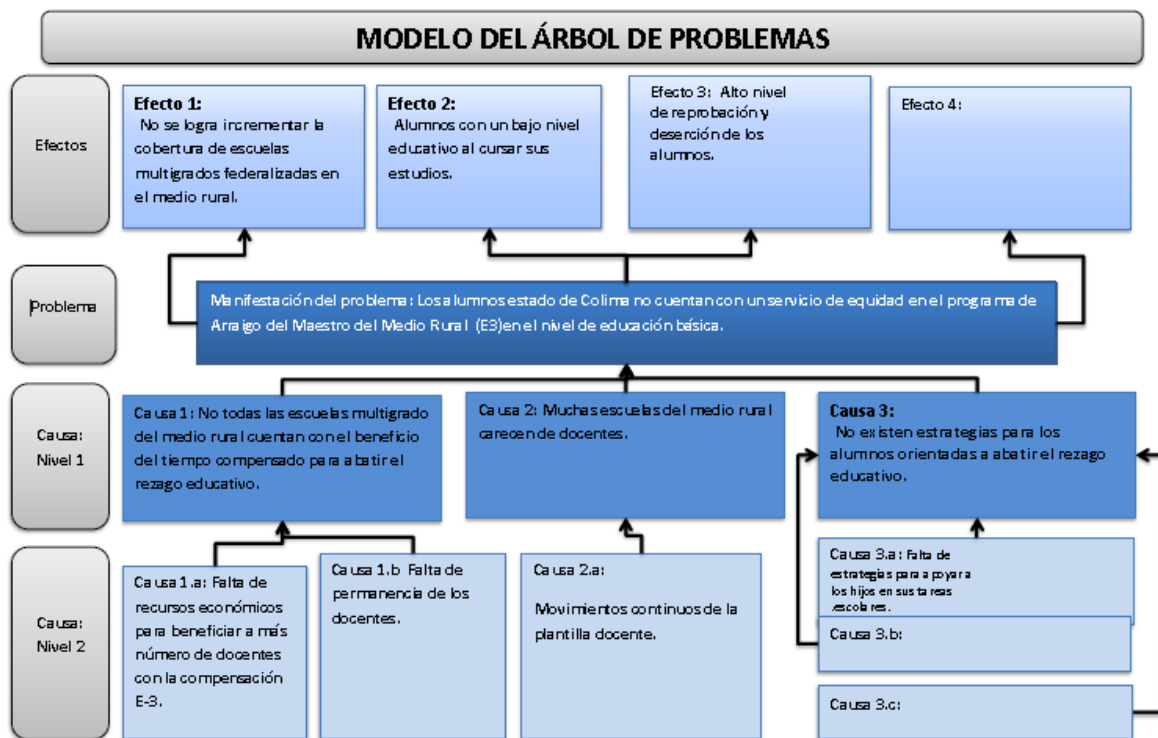 MODELO DEL ÁRBOL DE PROBLEMAS
Efectos
Efecto 1:
No se logra incrementar la
cobertura de escuelas
multigrados federalizadas en
el medio rural.
Efecto 2:
Alumnos con un bajo nivel
educativo al cursar sus
estudios.
Efecto 3: Alto nivel
de reprobación y
deserción de los
alumnos.
Efecto 4:
Problema
Manifestación del problema: Los alumnos estado de Colima no cuentan con un servicio de equidad en el programa de
Arraigo del Maestro del Medio Rural (E3)en el nivel de educación básica.
Causa:
Nivel 1
Causa 1: No todas las escuelas multigrado
del medio rural cuentan con el beneficio
del tiempo compensado para abatir el
rezago educativo.
Causa 2: Muchas escuelas del medio rural
carecen de docentes.
Causa 3:
No existen estrategias para los
alumnos orientadas a abatir el rezago
educativo.
Causa:
Nivel 2
Causa 1.a: Falta de
recursos económicos
para beneficiar a más
número de docentes
con la compensación
E-3.
Causa 1.b Falta de
permanencia de los
docentes.
Causa 2.a:
Movimientos continuos de la
plantilla docente.
Causa 3.a: Falta de
estrategias para apoyar a
los hijos en sus tareas
escolares.
Causa 3.b:
Causa 3.c: